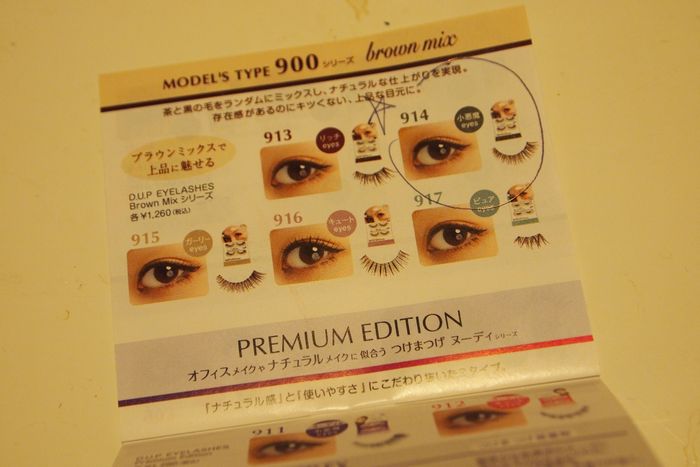 MODEL'S TYPE 900 シリーズ brown mix
茶と黒の毛をランダムにミックスし、ナチュラルな仕上がりを実現。
存在感があるのにキツくない、上品な目元に。
ブラウンミックスで
上品に魅せる
D.U.P EYELASHES
Brown Mix シリーズ
各¥1,260(税込)
913
リッチ
eyes
914
小悪魔
eyes
915
ガーリー
eyes
916
キュート
eyes
917
ピュア
eyes
PREMIUM EDITION
オフィスメイクやナチュラルメイクに似合う つけまつげ ヌーディシリーズ
「ナチュラル感」と「使いやすさ」にこだわり抜いた2タイプ。
D.U.P EYELASHES
Premium Edition
911
912